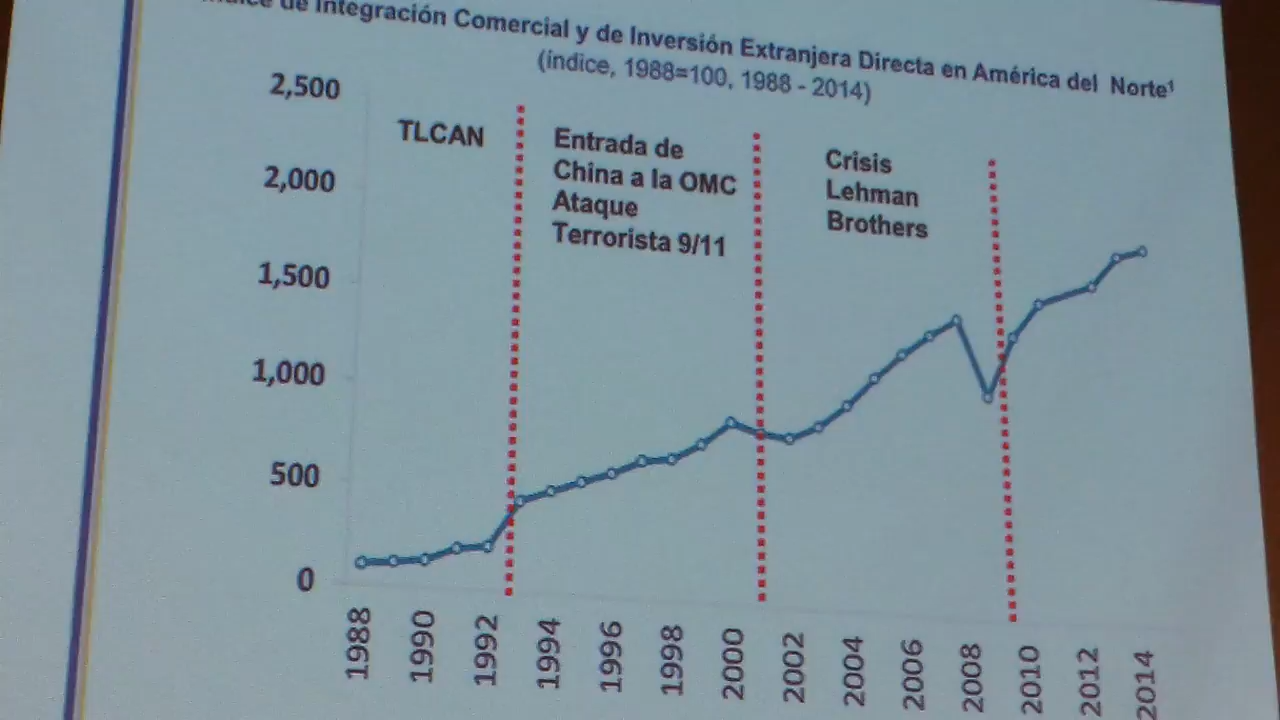 de Integración Comercial y de Inversión Extranjera Directa en América del Norte¹
(índice, 1988=100, 1988 - 2014)
2,500
2,000
1,500
1,000
500
0
TLCAN
Entrada de
China a la OMC
Ataque
Terrorista 9/11
Crisis
Lehman
Brothers
1988
1990
1992
1994
1996
1998
2000
2002
2004
2006
2008
2010
2012
2014